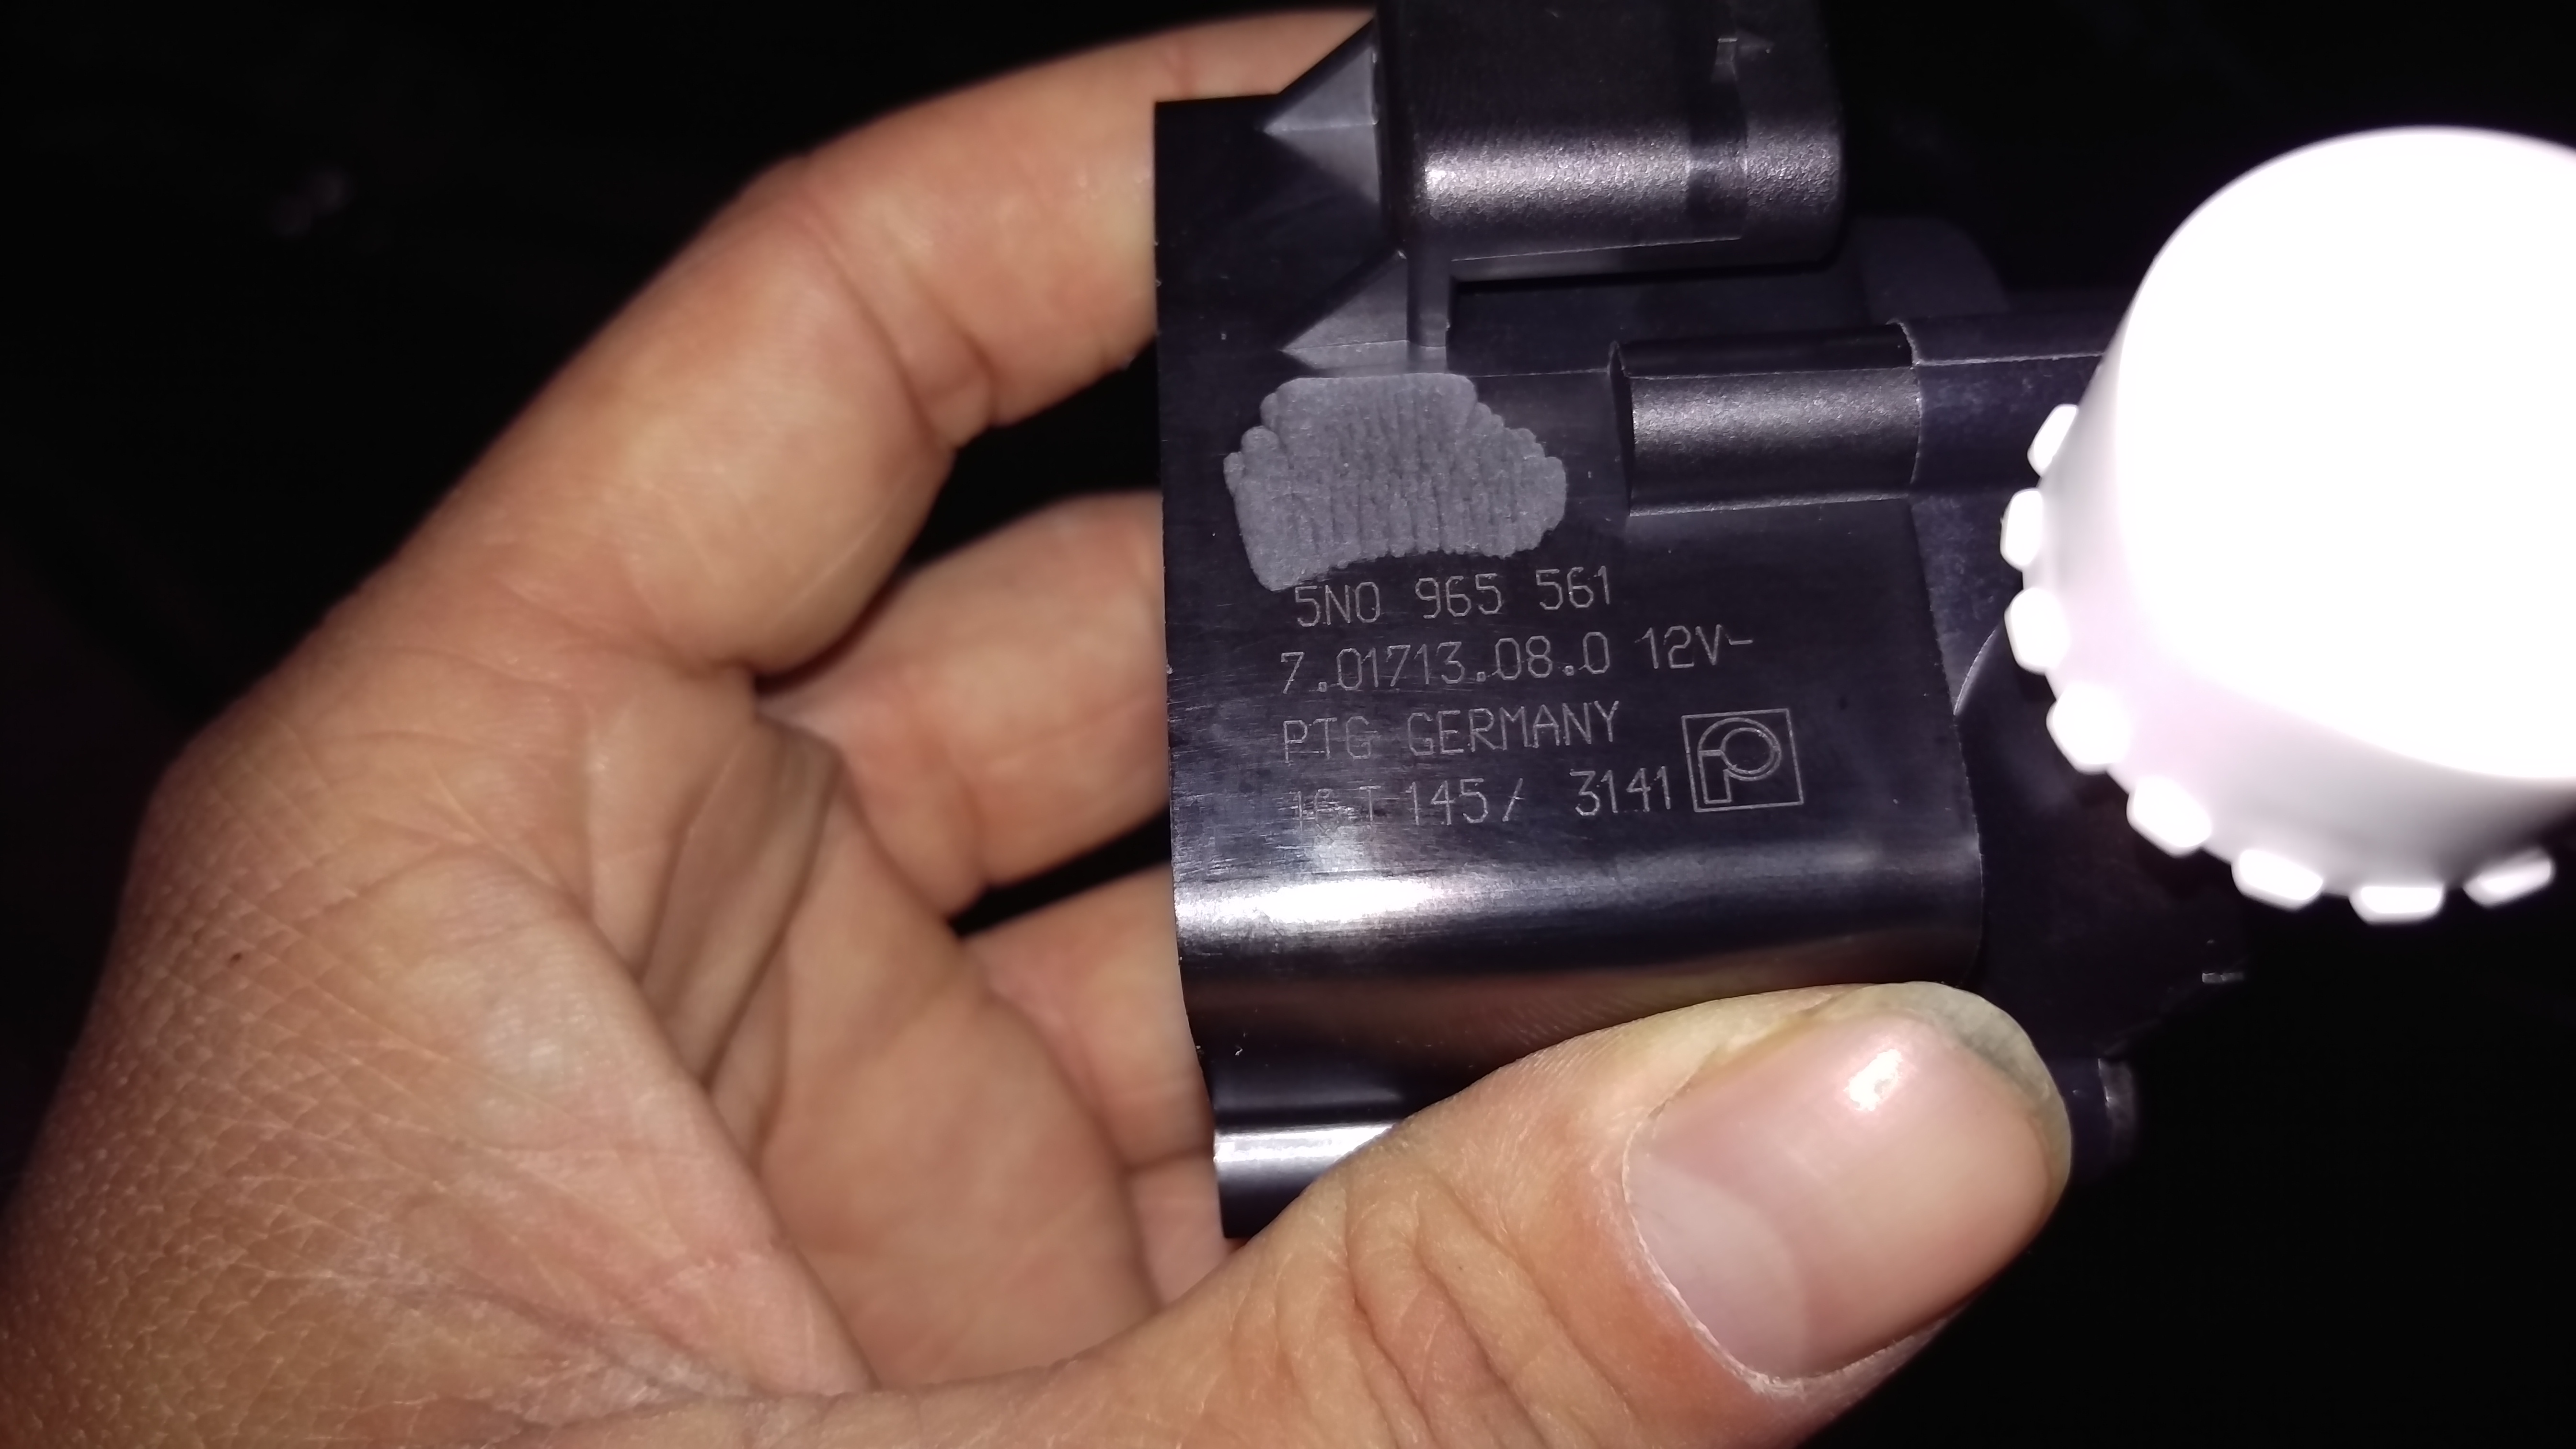 5N0 965 561
7.01713.08.0 12V-
PTG GERMANY
145/ 3141